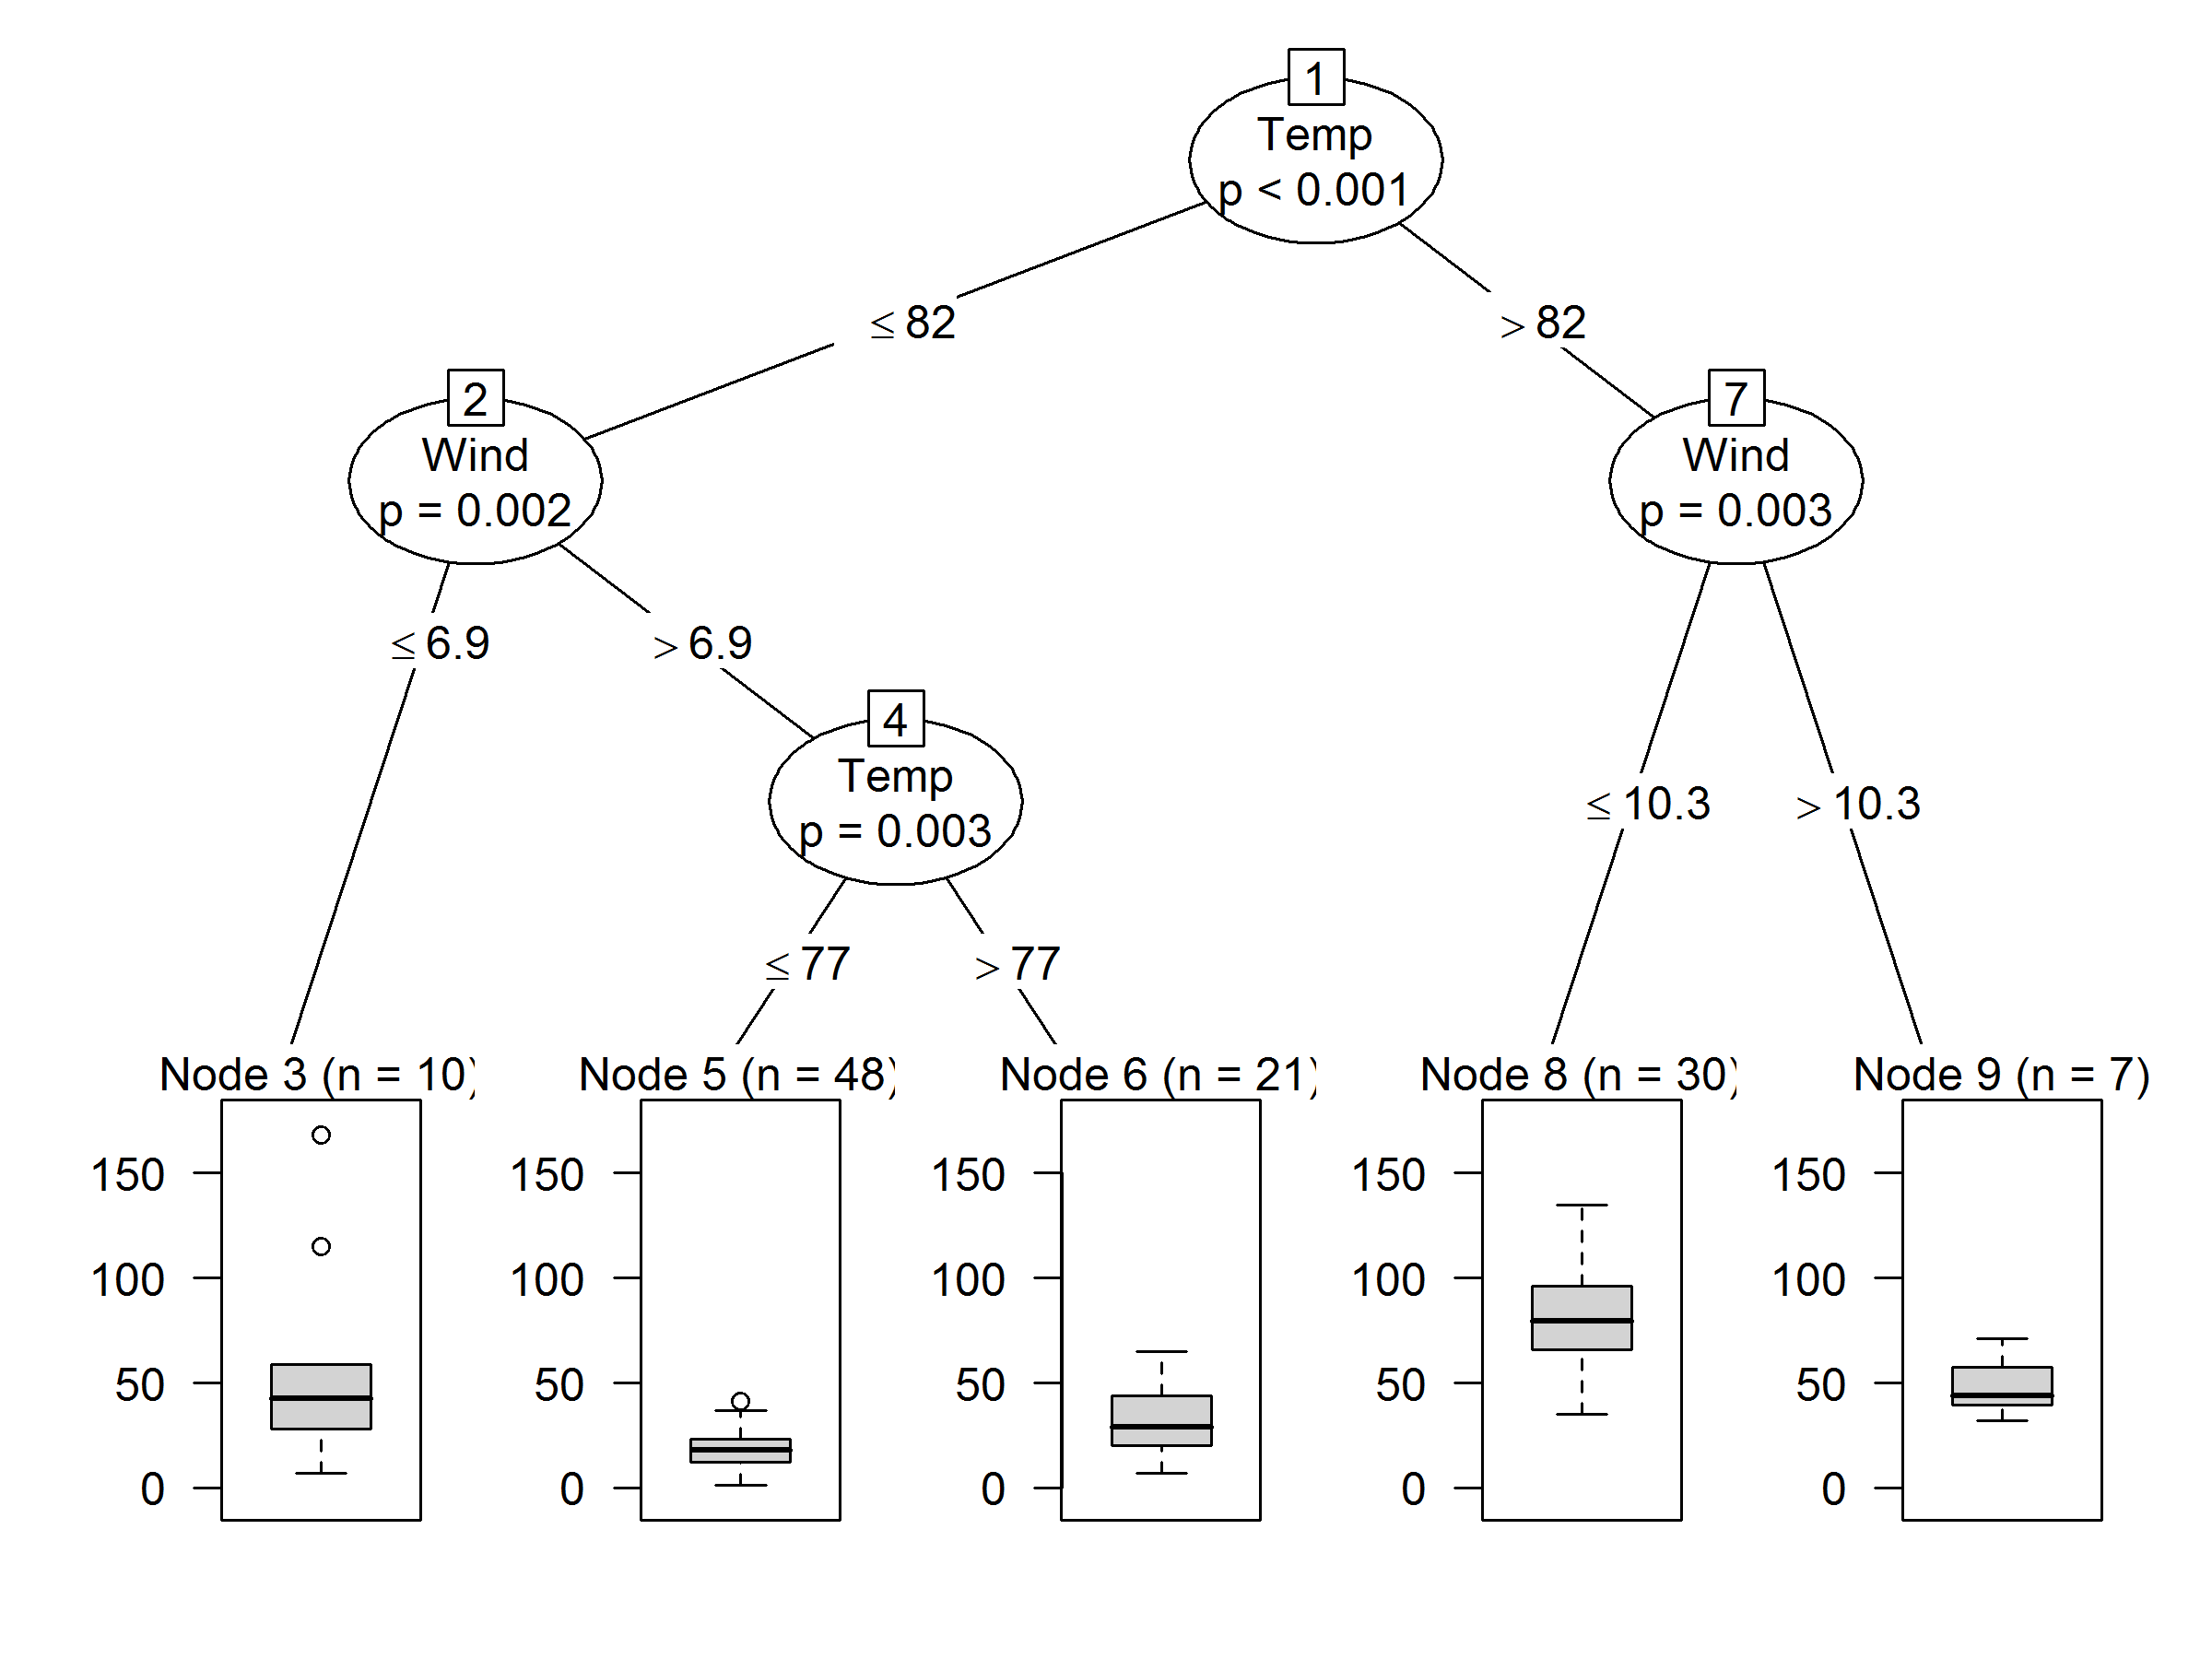 1
Temp
p < 0.001
≤ 82
> 82
2
Wind
p = 0.002
7
Wind
p = 0.003
≤ 6.9
> 6.9
4
Temp
p = 0.003
≤ 10.3
> 10.3
≤ 77
> 77
Node 3 (n = 10)
Node 5 (n = 48)
Node 6 (n = 21)
Node 8 (n = 30)
Node 9 (n = 7)
150
100
50
0
150
100
50
0
150
100
50
0
150
100
50
0
150
100
50
0